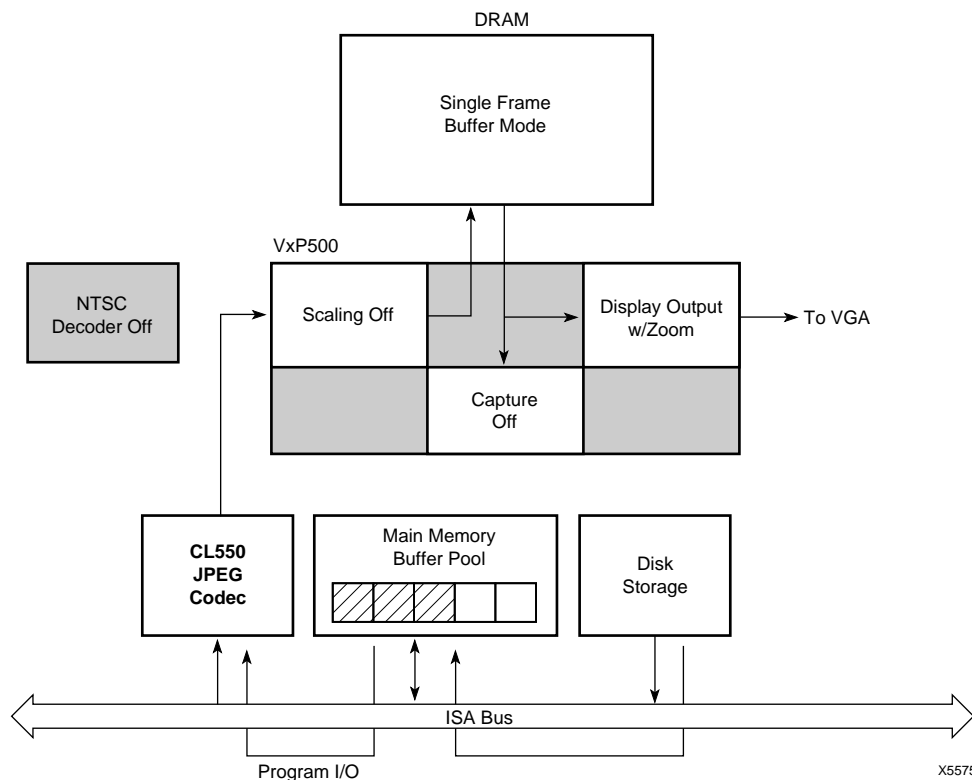 DRAM
Single Frame
Buffer Mode
VxP500
NTSC
Decoder Off
Scaling Off
Display Output
w/Zoom
To VGA
Capture
Off
CL550
JPEG
Codec
Main Memory
Buffer Pool
Disk
Storage
ISA Bus
Program I/O
X5575